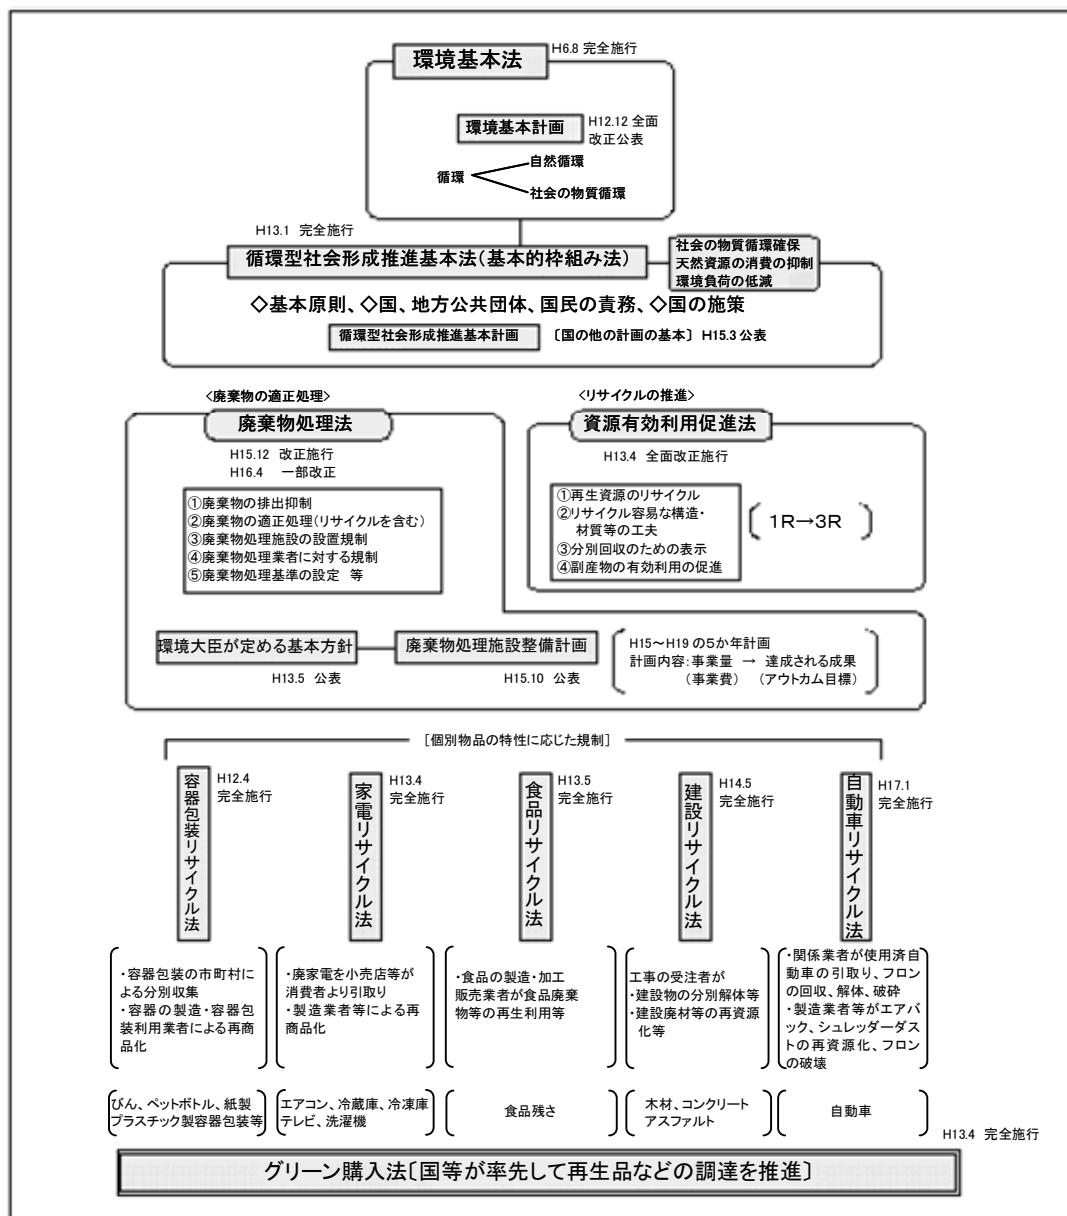 環境基本法
H6.8 完全施行
環境基本計画
H12.12 全面
改正公表
循環
自然循環
社会の物質循環
H13.1 完全施行
循環型社会形成推進基本法(基本的枠組み法)
社会の物質循環確保
天然資源の消費の抑制
環境負荷の低減
◇基本原則、◇国、地方公共団体、国民の責務、◇国の施策
循環型社会形成推進基本計画
〔国の他の計画の基本〕 H15.3 公表
<廃棄物の適正処理>
廃棄物処理法
H15.12 改正施行
H16.4 一部改正
①廃棄物の排出抑制
②廃棄物の適正処理(リサイクルを含む)
③廃棄物処理施設の設置規制
④廃棄物処理業者に対する規制
⑤廃棄物処理基準の設定 等
<リサイクルの推進>
資源有効利用促進法
H13.4 全面改正施行
①再生資源のリサイクル
②リサイクル容易な構造・
材質等の工夫
③分別回収のための表示
④副産物の有効利用の促進
1R→3R
環境大臣が定める基本方針
H13.5 公表
廃棄物処理施設整備計画
H15.10 公表
H15～H19 の5か年計画
計画内容:事業量 → 達成される成果
(事業費) (アウトカム目標)
[個別物品の特性に応じた規制]
容器包装リサイクル法
H12.4
完全施行
家電リサイクル法
H13.4
完全施行
食品リサイクル法
H13.5
完全施行
建設リサイクル法
H14.5
完全施行
自動車リサイクル法
H17.1
完全施行
・容器包装の市町村に
よる分別収集
・容器の製造・容器包
装利用業者による再商
品化
・廃家電を小売店等が
消費者より引取り
・製造業者等による再
商品化
・食品の製造・加工
販売業者が食品廃棄
物等の再生利用等
工事の受注者が
・建設物の分別解体等
・建設廃材等の再資源
化等
・関係業者が使用済自
動車の引取り、フロン
の回収、解体、破砕
・製造業者等がエアバ
ック、シュレッダーダス
トの再資源化、フロン
の破壊
びん、ペットボトル、紙製
プラスチック製容器包装等
エアコン、冷蔵庫、冷凍庫
テレビ、洗濯機
食品残さ
木材、コンクリート
アスファルト
自動車
H13.4 完全施行
グリーン購入法〔国等が率先して再生品などの調達を推進〕